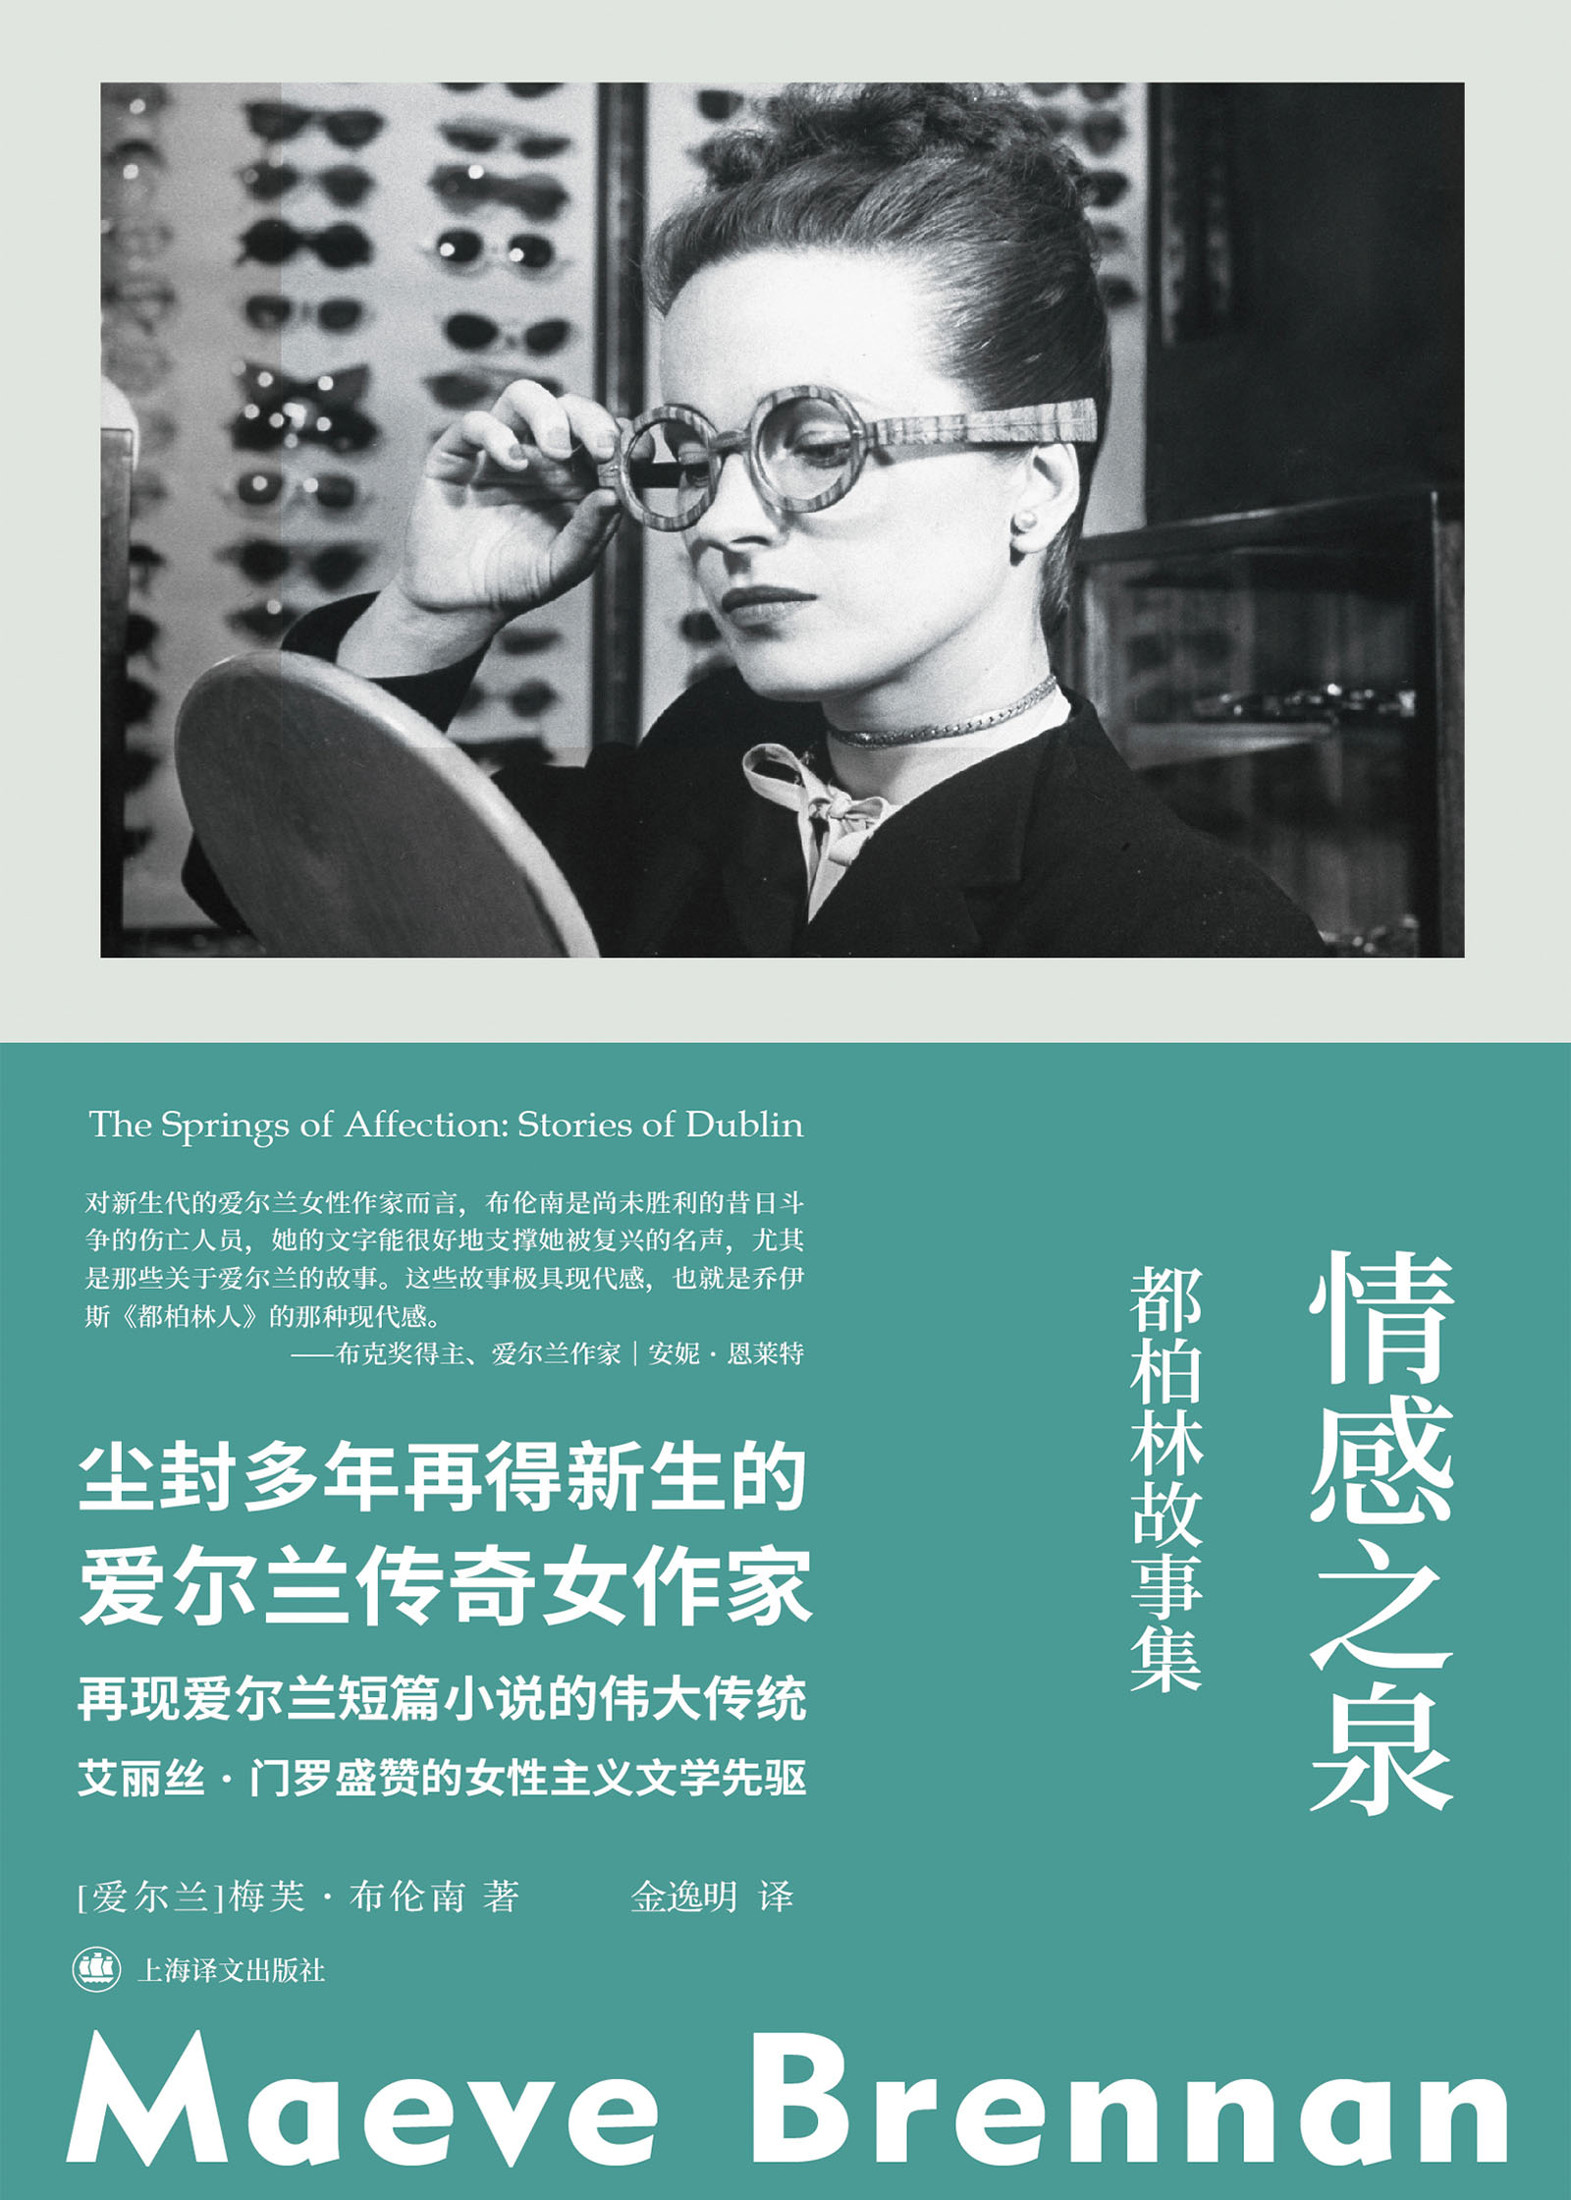 The Springs of Affection: Stories of Dublin
对新生代的爱尔兰女性作家而言，布伦南是尚未胜利的昔日斗
争的伤亡人员，她的文字能很好地支撑她被复兴的名声，尤其
是那些关于爱尔兰的故事。这些故事极具现代感，也就是乔伊
斯《都柏林人》的那种现代感。
——布克奖得主、爱尔兰作家｜安妮·恩莱特
尘封多年再得新生的
爱尔兰传奇女作家
再现爱尔兰短篇小说的伟大传统
艾丽丝·门罗盛赞的女性主义文学先驱
情感之泉
都柏林故事集
[爱尔兰]梅芙·布伦南 著 金逸明 译
上海译文出版社
Maeve Brennan